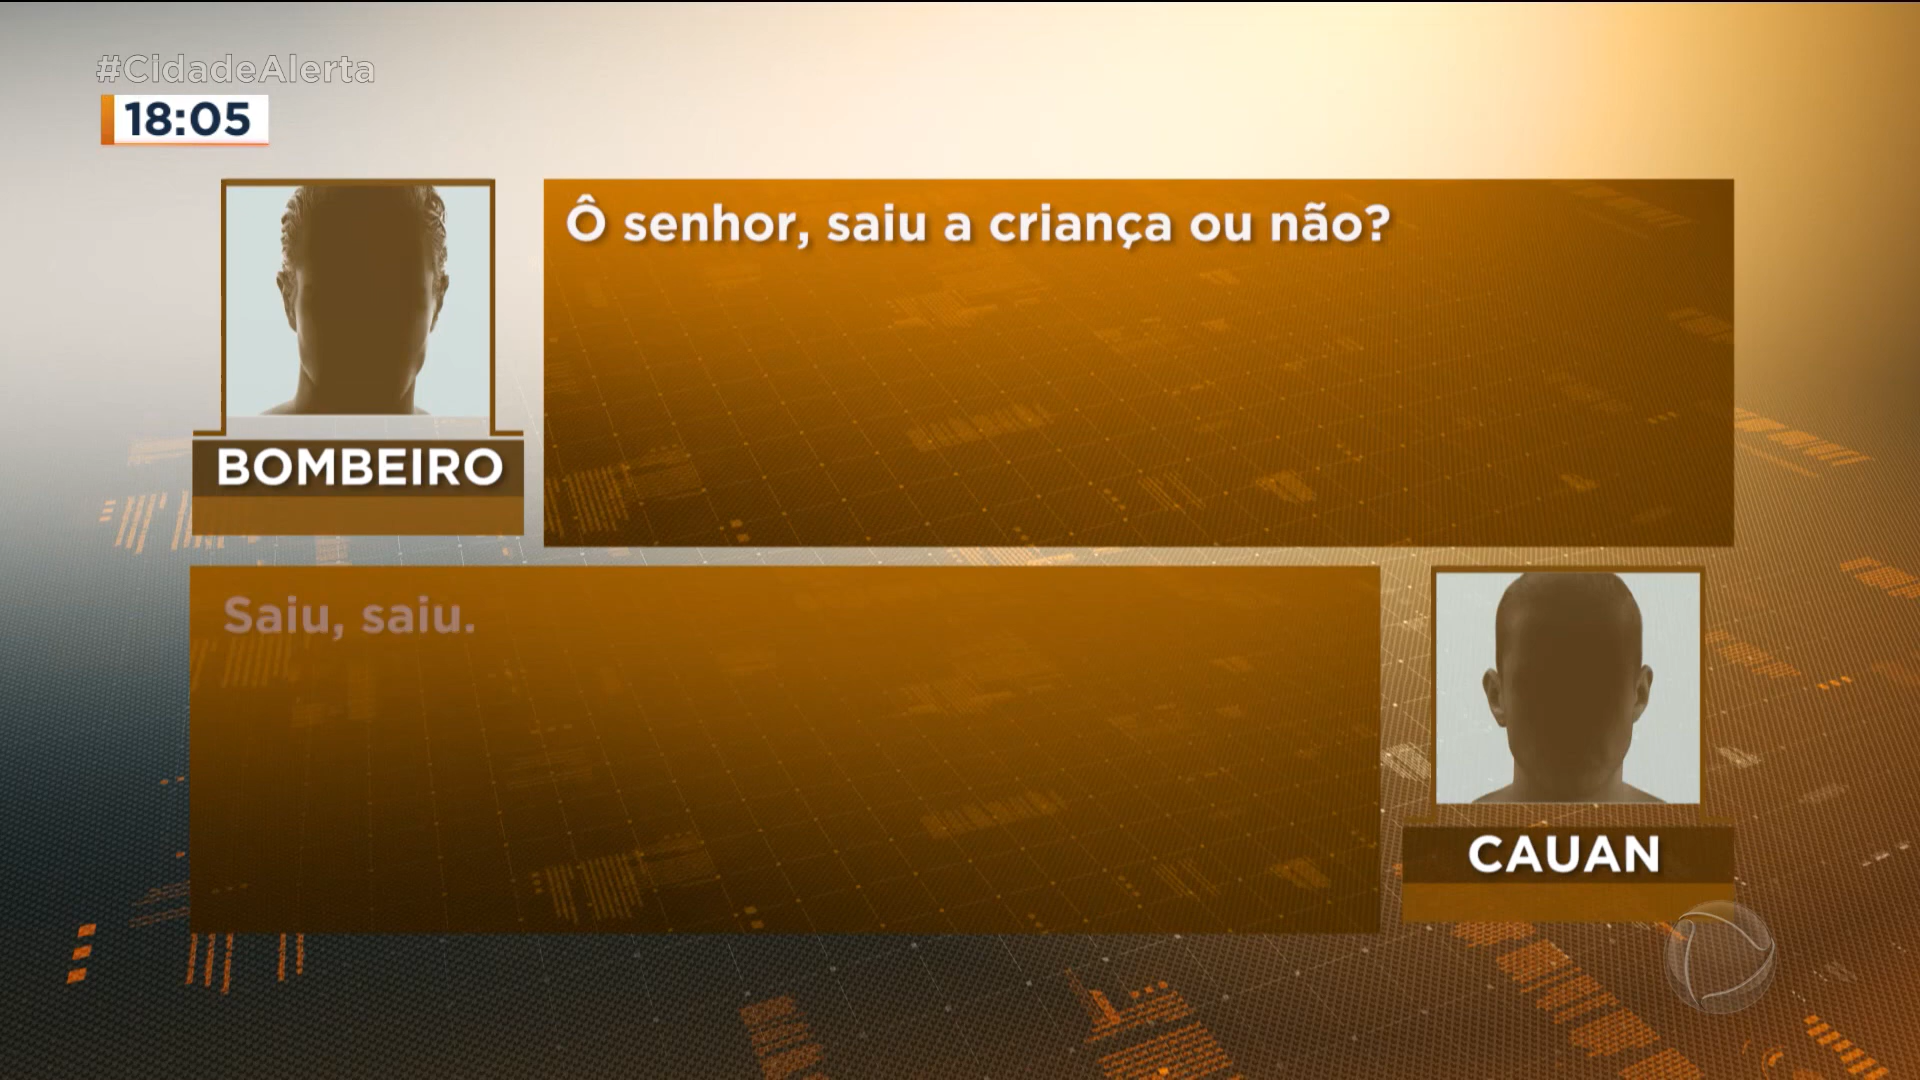 #CidadeAlerta
18:05
Ô senhor, saiu a criança ou não?
BOMBEIRO
Saiu, saiu.
CAUAN